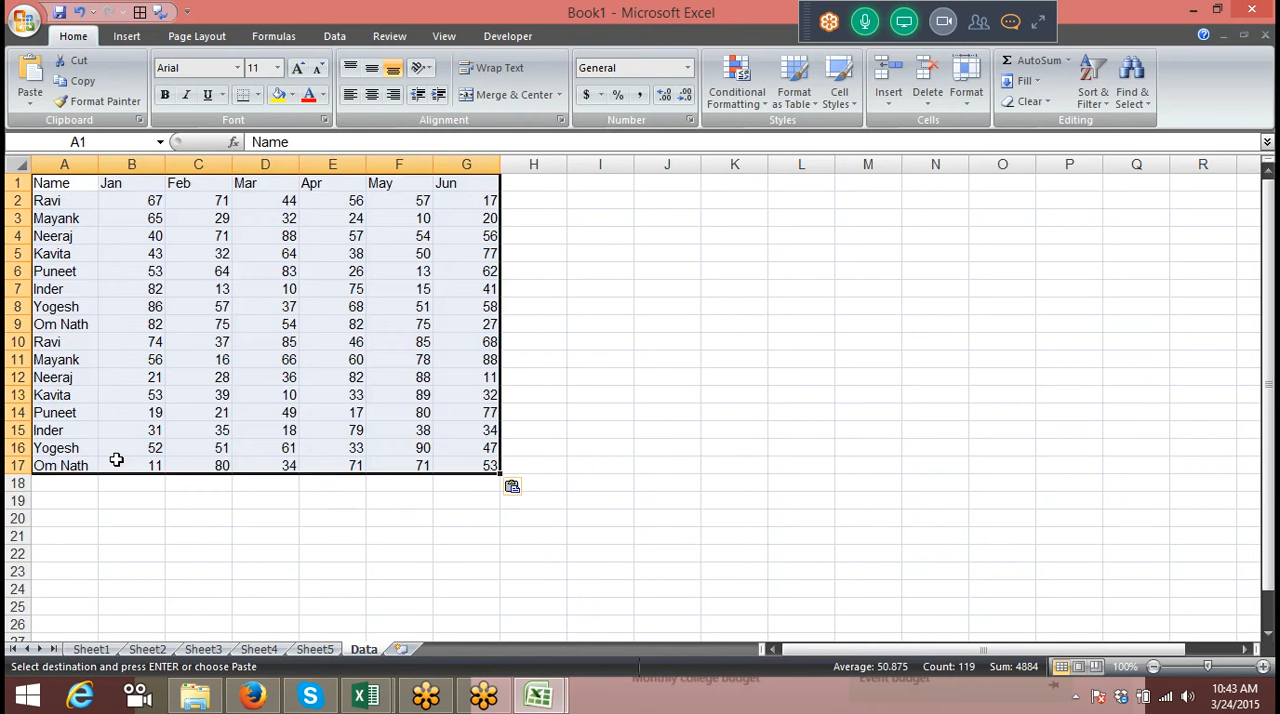 Book1 - Microsoft Excel
Home Insert Page Layout Formulas Data Review View Developer
Paste
Cut
Copy
Format Painter
Clipboard
Arial 11
B I U
Font
Wrap Text
Merge & Center
Alignment
General
$ % ,
Number
Conditional Formatting
Format as Table
Cell Styles
Styles
Insert Delete Format
Cells
Σ AutoSum
Fill
Clear
Sort & Filter
Find & Select
Editing
A1 fx Name
A B C D E F G H I J K L M N O P Q R
1 Name Jan Feb Mar Apr May Jun
2 Ravi 67 71 44 56 57 17
3 Mayank 65 29 32 24 10 20
4 Neeraj 40 71 88 57 54 56
5 Kavita 43 32 64 38 50 77
6 Puneet 53 64 83 26 13 62
7 Inder 82 13 10 75 15 41
8 Yogesh 86 57 37 68 51 58
9 Om Nath 82 75 54 82 75 27
10 Ravi 74 37 85 46 85 68
11 Mayank 56 16 66 60 78 88
12 Neeraj 21 28 36 82 88 11
13 Kavita 53 39 10 33 89 32
14 Puneet 19 21 49 17 80 77
15 Inder 31 35 18 79 38 34
16 Yogesh 52 51 61 33 90 47
17 Om Nath 11 80 34 71 71 53
18
19
20
21
22
23
24
25
26
27
Sheet1 Sheet2 Sheet3 Sheet4 Sheet5 Data
Select destination and press ENTER or choose Paste Average: 50.875 Count: 119 Sum: 4884 100%
Monthly college budget Event budget
10:43 AM
3/24/2015